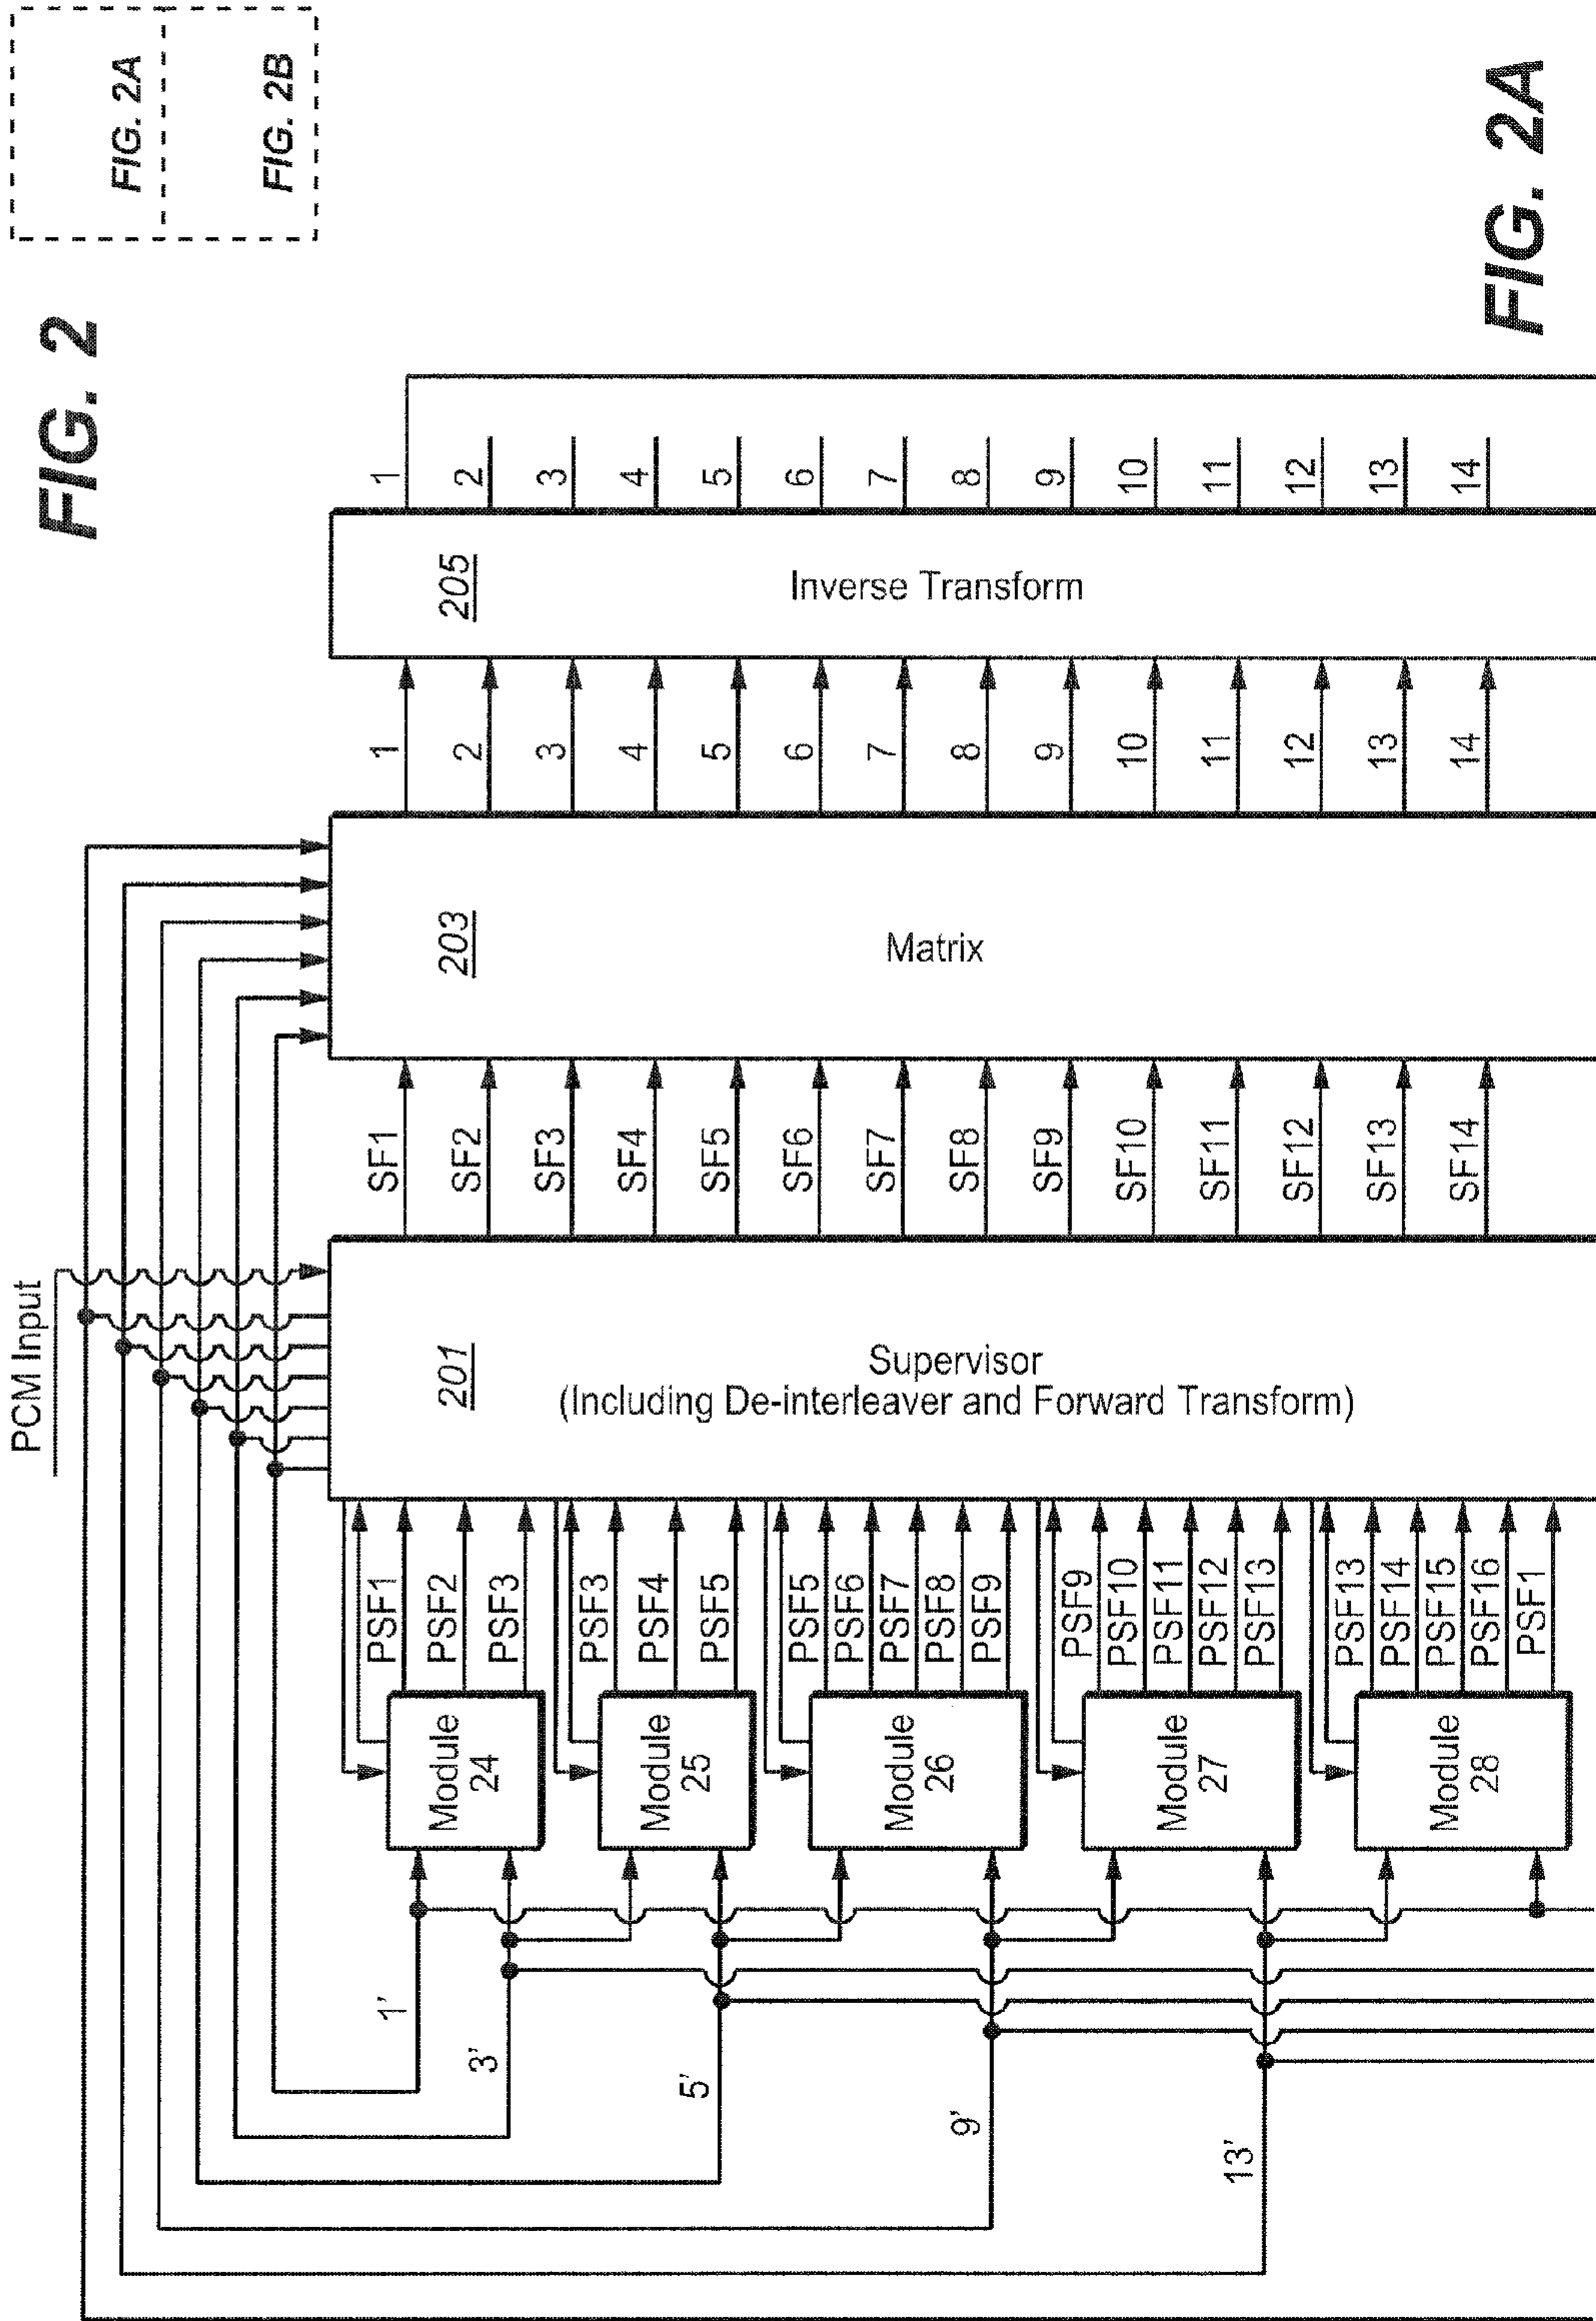 FIG. 2
FIG. 2A
FIG. 2B
PCM Input
1'
3'
5'
9'
13'
Module
24
Module
25
Module
26
Module
27
Module
28
PSF1
PSF2
PSF3
PSF3
PSF4
PSF5
PSF5
PSF6
PSF7
PSF8
PSF9
PSF9
PSF10
PSF11
PSF12
PSF13
PSF13
PSF14
PSF15
PSF16
PSF1
201
Supervisor
(Including De-interleaver and Forward Transform)
SF1
SF2
SF3
SF4
SF5
SF6
SF7
SF8
SF9
SF10
SF11
SF12
SF13
SF14
203
Matrix
1
2
3
4
5
6
7
8
9
10
11
12
13
14
205
Inverse Transform
1
2
3
4
5
6
7
8
9
10
11
12
13
14
FIG. 2A